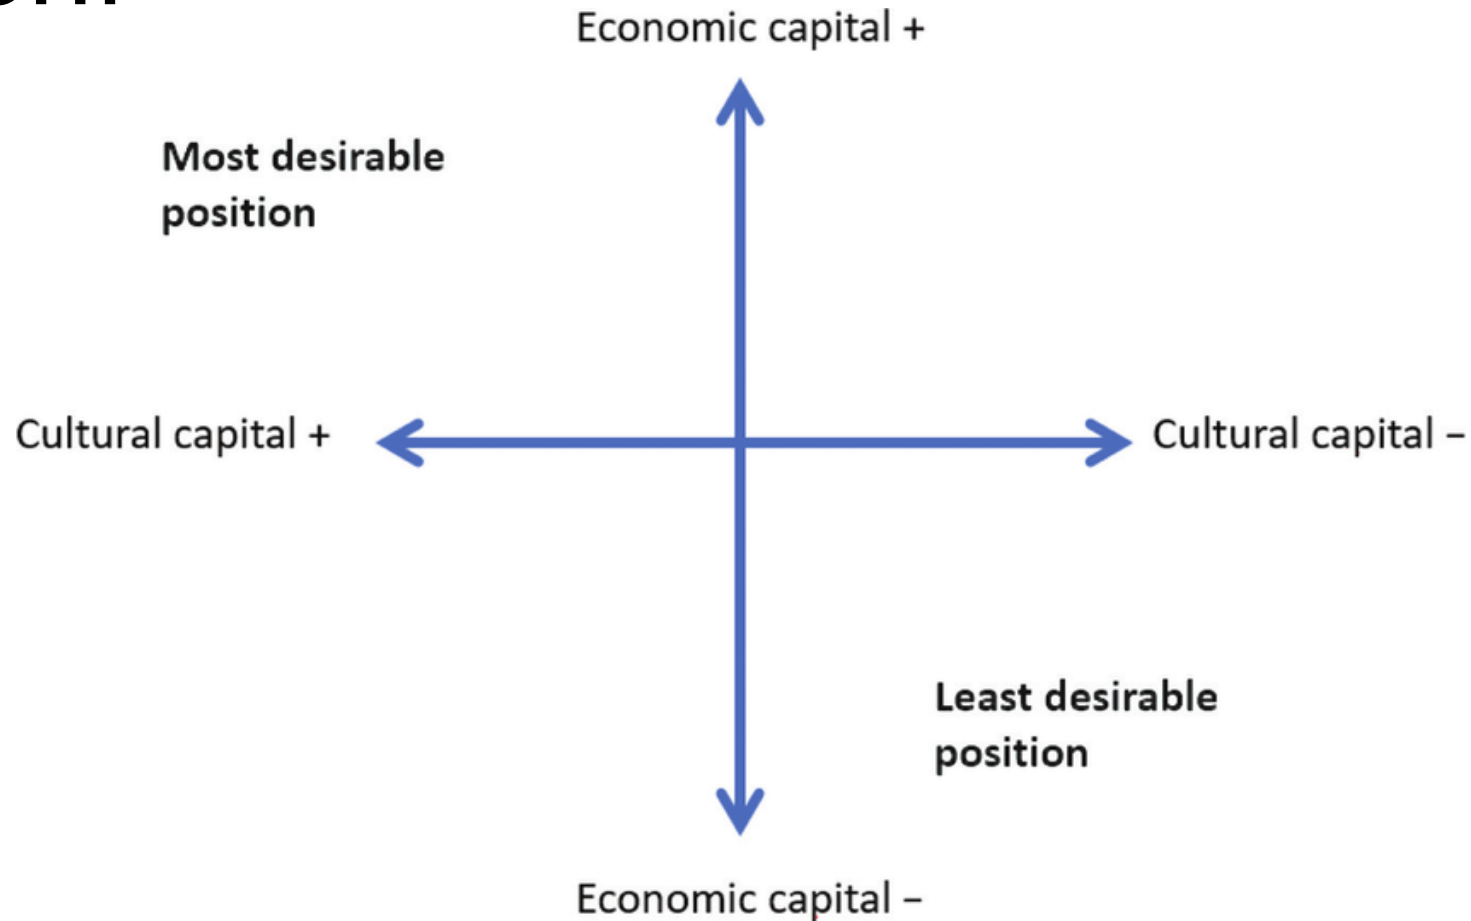 Economic capital +
Most desirable
position
Cultural capital +
Cultural capital −
Least desirable
position
Economic capital −